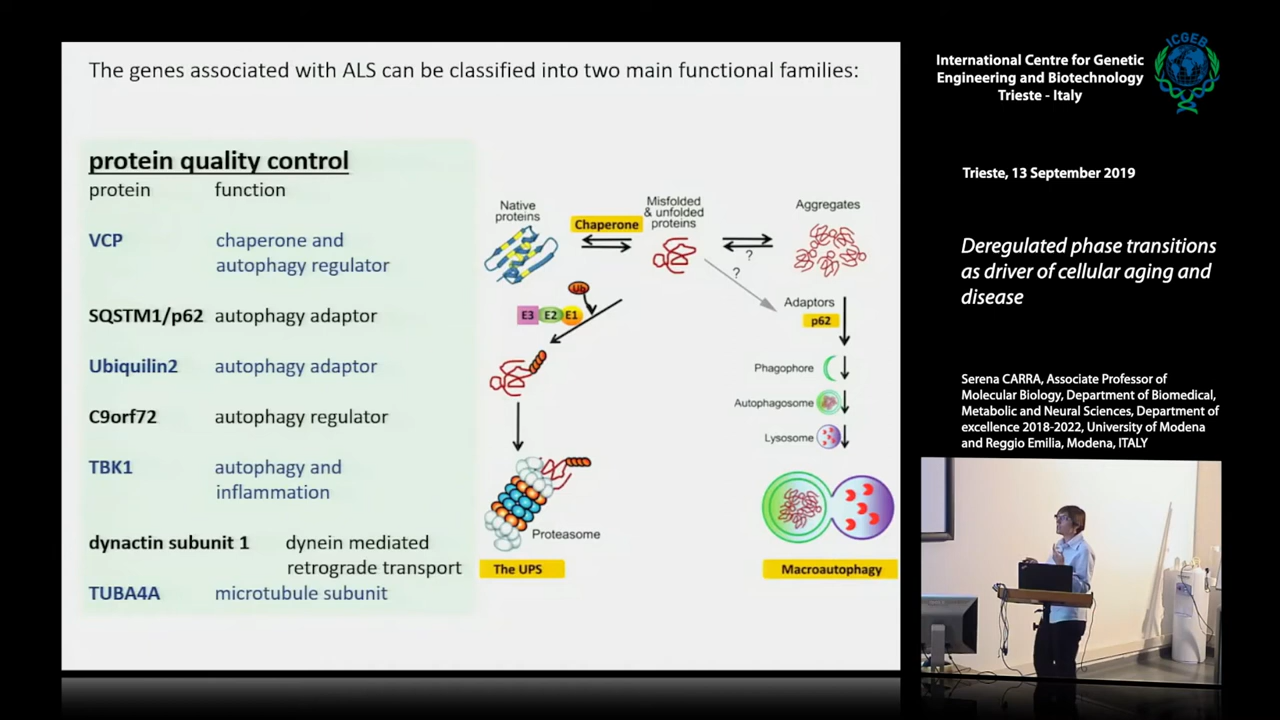 The genes associated with ALS can be classified into two main functional families:
protein quality control
protein function
VCP chaperone and
autophagy regulator
SQSTM1/p62 autophagy adaptor
Ubiquilin2 autophagy adaptor
C9orf72 autophagy regulator
TBK1 autophagy and
inflammation
dynactin subunit 1 dynein mediated
retrograde transport
TUBA4A microtubule subunit
Native
proteins
Chaperone
Misfolded
& unfolded
proteins
Aggregates
?
?
Ub
E3 E2 E1
Adaptors
p62
Phagophore
Autophagosome
Lysosome
Proteasome
The UPS
Macroautophagy
International Centre for Genetic
Engineering and Biotechnology
Trieste - Italy
ICGEB
Trieste, 13 September 2019
Deregulated phase transitions
as driver of cellular aging and
disease
Serena CARRA, Associate Professor of
Molecular Biology, Department of Biomedical,
Metabolic and Neural Sciences, Department of
excellence 2018-2022, University of Modena
and Reggio Emilia, Modena, ITALY